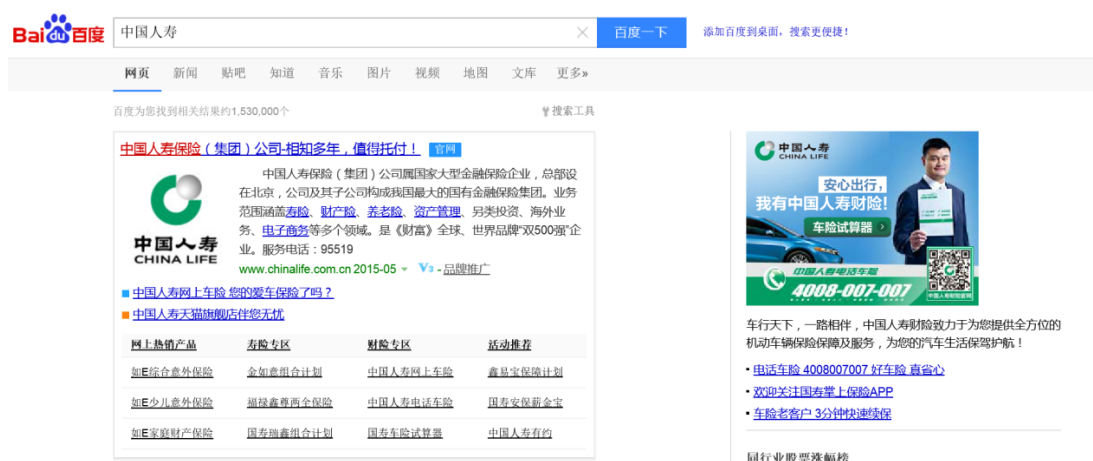 Bai du 百度
中国人寿
百度一下
添加百度到桌面，搜索更便捷！
网页 新闻 贴吧 知道 音乐 图片 视频 地图 文库 更多»
百度为您找到相关结果约1,530,000个
搜索工具
中国人寿保险（集团）公司-相知多年，值得托付！ 官网
中国人寿
CHINA LIFE
中国人寿保险（集团）公司属国家大型金融保险企业，总部设
在北京，公司及其子公司构成我国最大的国有金融保险集团。业务
范围涵盖寿险、财产险、养老险、资产管理、另类投资、海外业
务、电子商务等多个领域。是《财富》全球、世界品牌“双500强”企
业。服务电话：95519
www.chinalife.com.cn 2015-05 V3 - 品牌推广
中国人寿网上车险 您的爱车保险了吗？
中国人寿天猫旗舰店伴您无忧
网上热销产品 寿险专区 财险专区 活动推荐
如E综合意外保险 金如意组合计划 中国人寿网上车险 鑫易宝保障计划
如E少儿意外保险 福禄鑫尊两全保险 中国人寿电话车险 国寿安保薪金宝
如E家庭财产保险 国寿瑞鑫组合计划 国寿车险试算器 中国人寿有约
中国人寿
CHINA LIFE
安心出行，
我有中国人寿财险！
车险试算器
中国人寿电话车险
4008-007-007
中国人寿财险官网
车行天下，一路相伴，中国人寿财险致力于为您提供全方位的
机动车辆保险保障及服务，为您的汽车生活保驾护航！
电话车险 4008007007 好车险 真省心
欢迎关注国寿掌上保险APP
车险老客户 3分钟快速续保
同行业股票涨幅榜